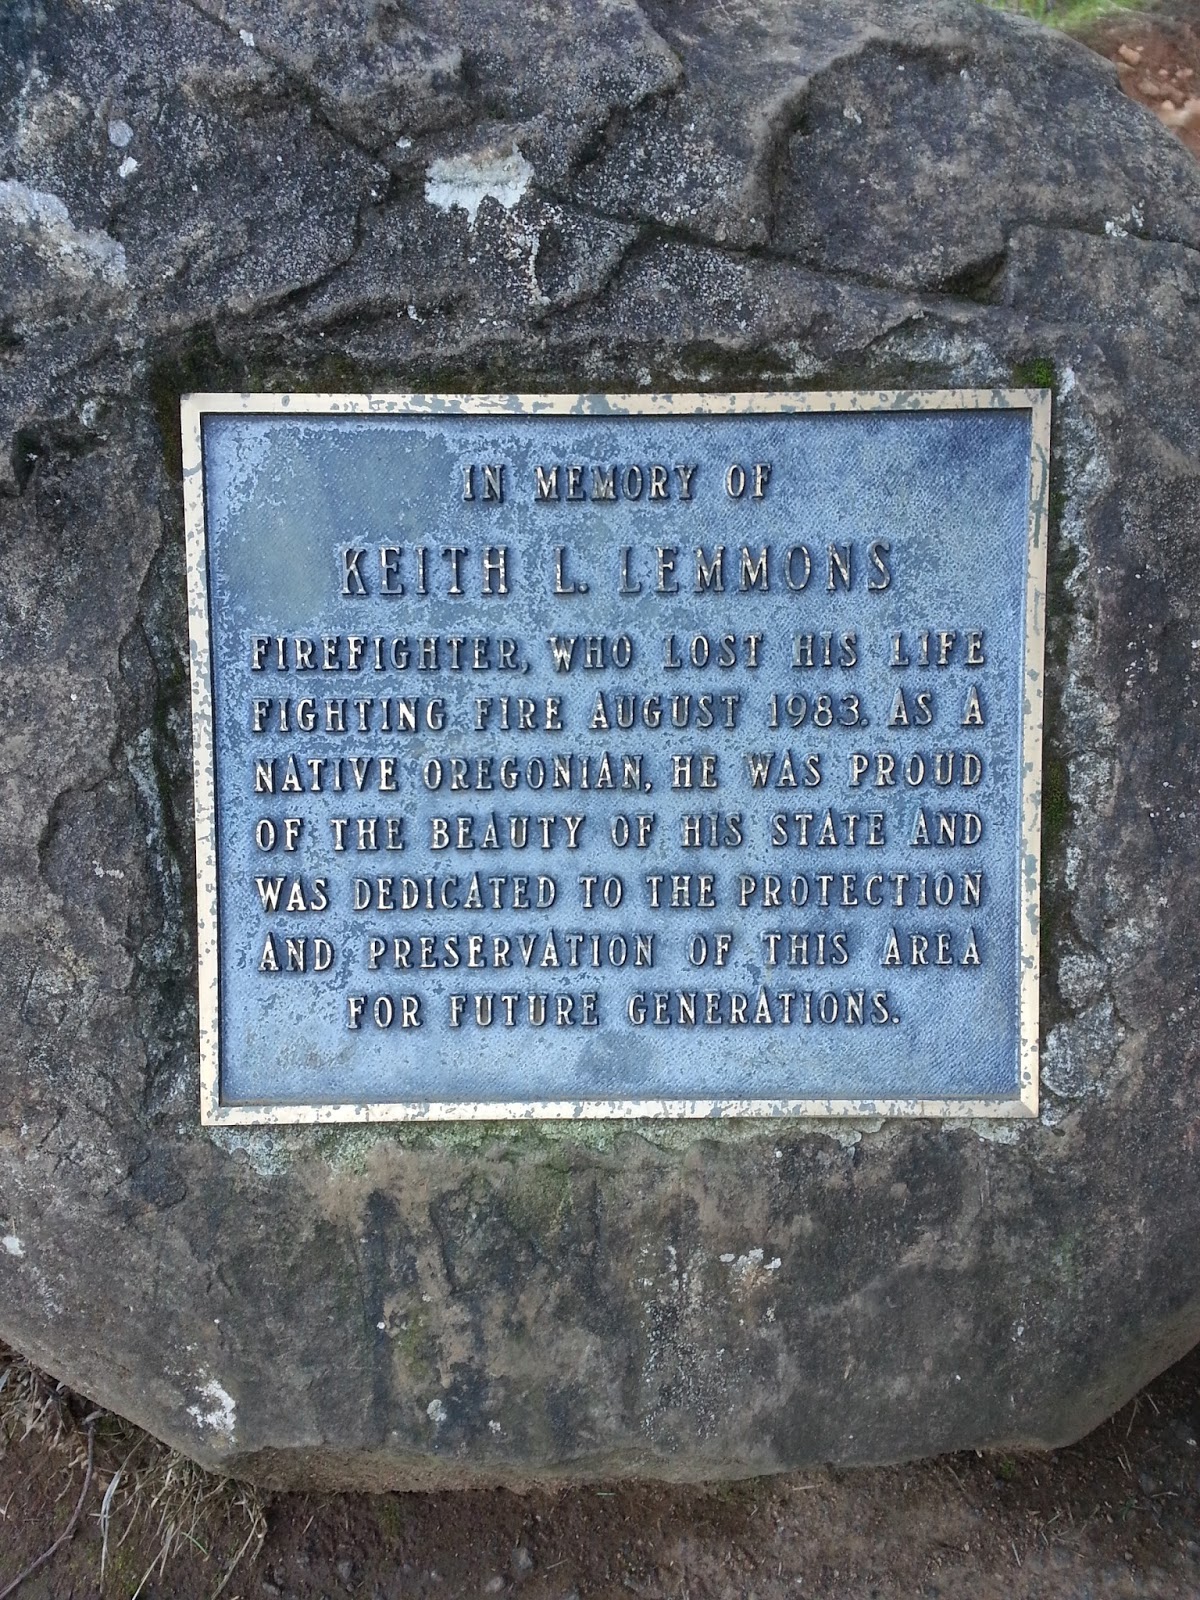 IN MEMORY OF
KEITH L. LEMMONS
FIREFIGHTER, WHO LOST HIS LIFE
FIGHTING FIRE AUGUST 1983. AS A
NATIVE OREGONIAN, HE WAS PROUD
OF THE BEAUTY OF HIS STATE AND
WAS DEDICATED TO THE PROTECTION
AND PRESERVATION OF THIS AREA
FOR FUTURE GENERATIONS.